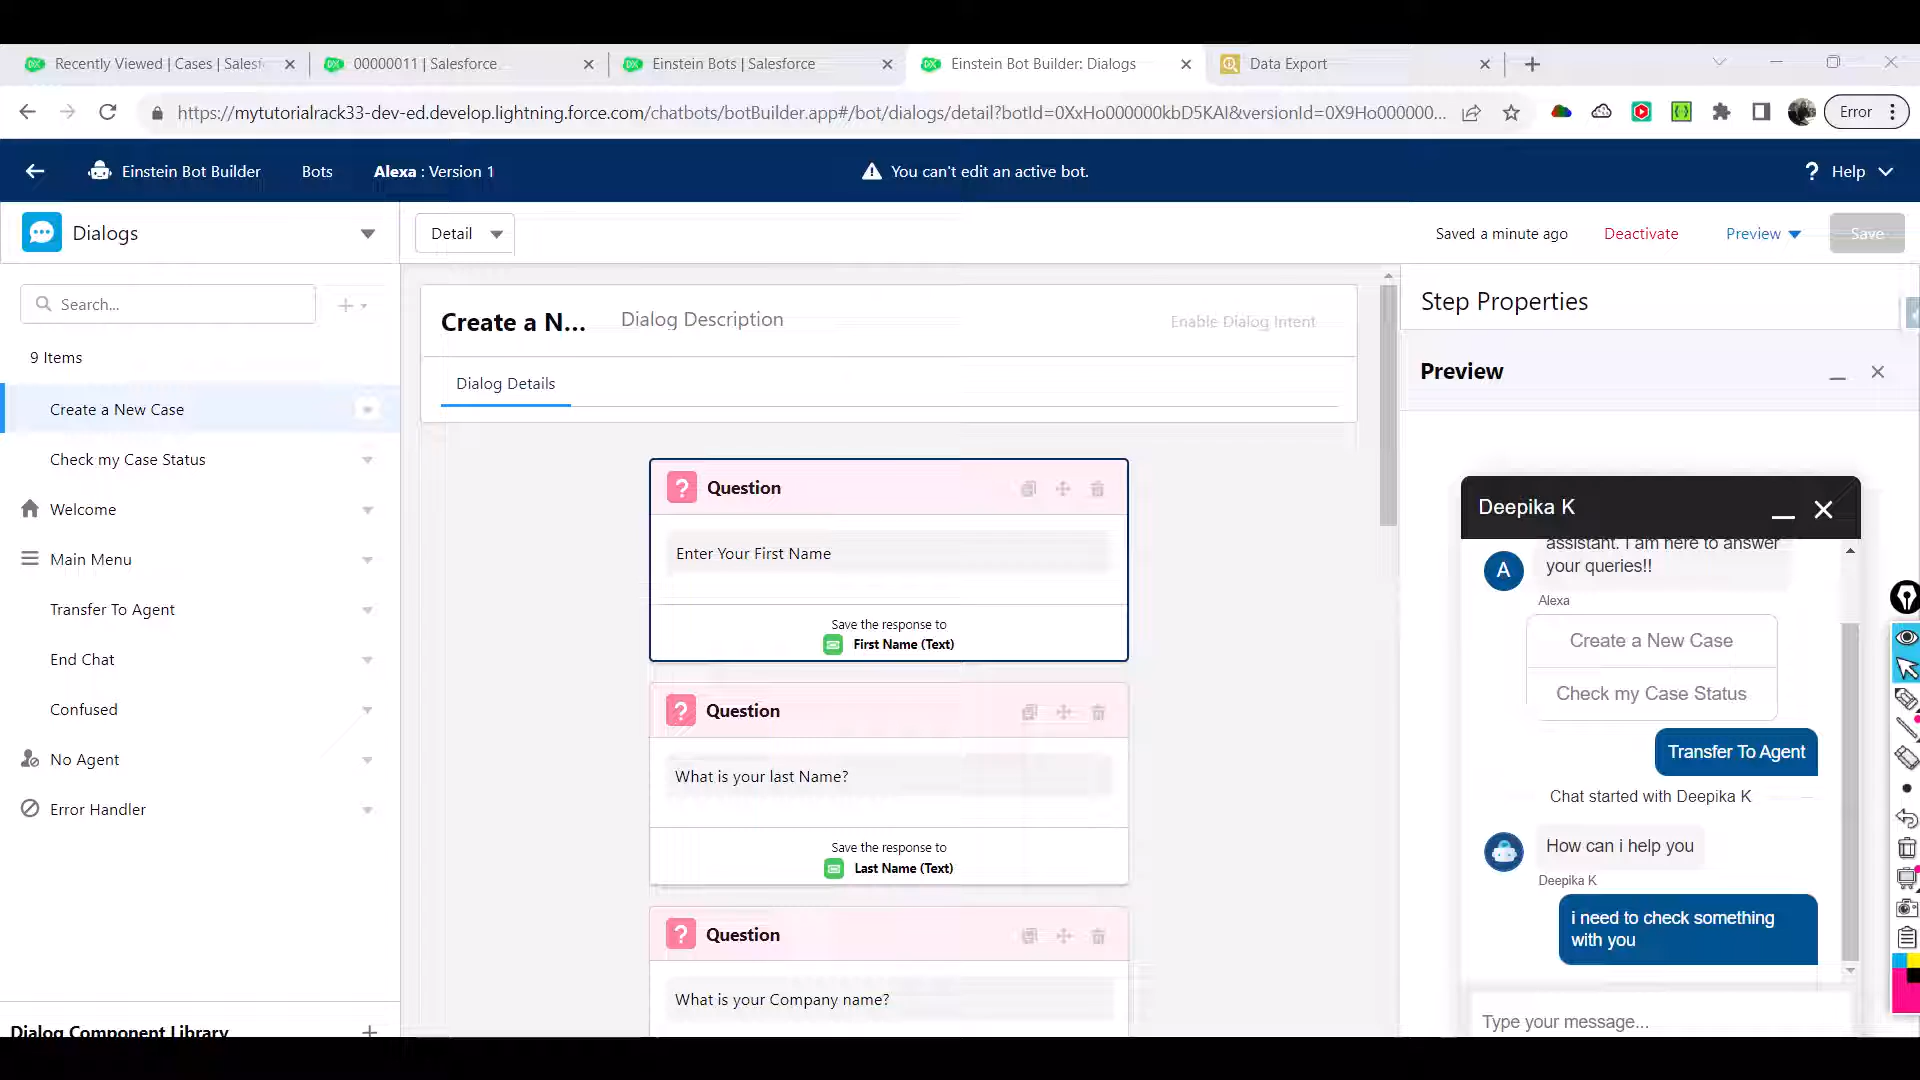 Recently Viewed | Cases | Salesf
00000011 | Salesforce
Einstein Bots | Salesforce
Einstein Bot Builder: Dialogs
Data Export
https://mytutorialrack33-dev-ed.develop.lightning.force.com/chatbots/botBuilder.app#/bot/dialogs/detail?botId=0XxHo000000kbD5KAI&versionId=0X9Ho000000...
Error
Einstein Bot Builder
Bots
Alexa : Version 1
You can't edit an active bot.
? Help
Dialogs
Detail
Saved a minute ago
Deactivate
Preview
Save
Search...
9 Items
Create a New Case
Check my Case Status
Welcome
Main Menu
Transfer To Agent
End Chat
Confused
No Agent
Error Handler
Dialog Component Library
Create a N...
Dialog Description
Enable Dialog Intent
Dialog Details
? Question
Enter Your First Name
Save the response to
First Name (Text)
? Question
What is your last Name?
Save the response to
Last Name (Text)
? Question
What is your Company name?
Step Properties
Preview
Deepika K
assistant. I am here to answer
your queries!!
A
Alexa
Create a New Case
Check my Case Status
Transfer To Agent
Chat started with Deepika K
How can i help you
Deepika K
i need to check something
with you
Type your message...